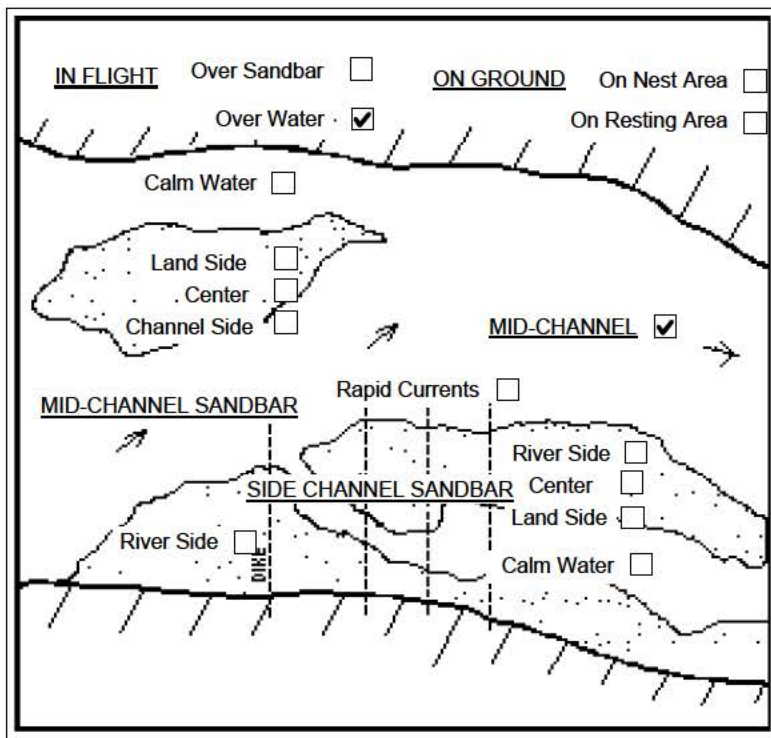 IN FLIGHT
Over Sandbar
ON GROUND
On Nest Area
Over Water
On Resting Area
Calm Water
Land Side
Center
Channel Side
MID-CHANNEL
Rapid Currents
MID-CHANNEL SANDBAR
River Side
SIDE CHANNEL SANDBAR
Center
Land Side
River Side
DIKE
Calm Water